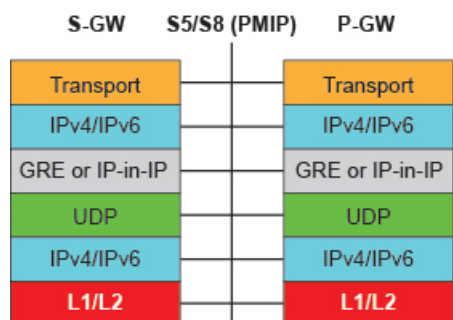 S-GW S5/S8 (PMIP) P-GW
Transport Transport
IPv4/IPv6 IPv4/IPv6
GRE or IP-in-IP GRE or IP-in-IP
UDP UDP
IPv4/IPv6 IPv4/IPv6
L1/L2 L1/L2